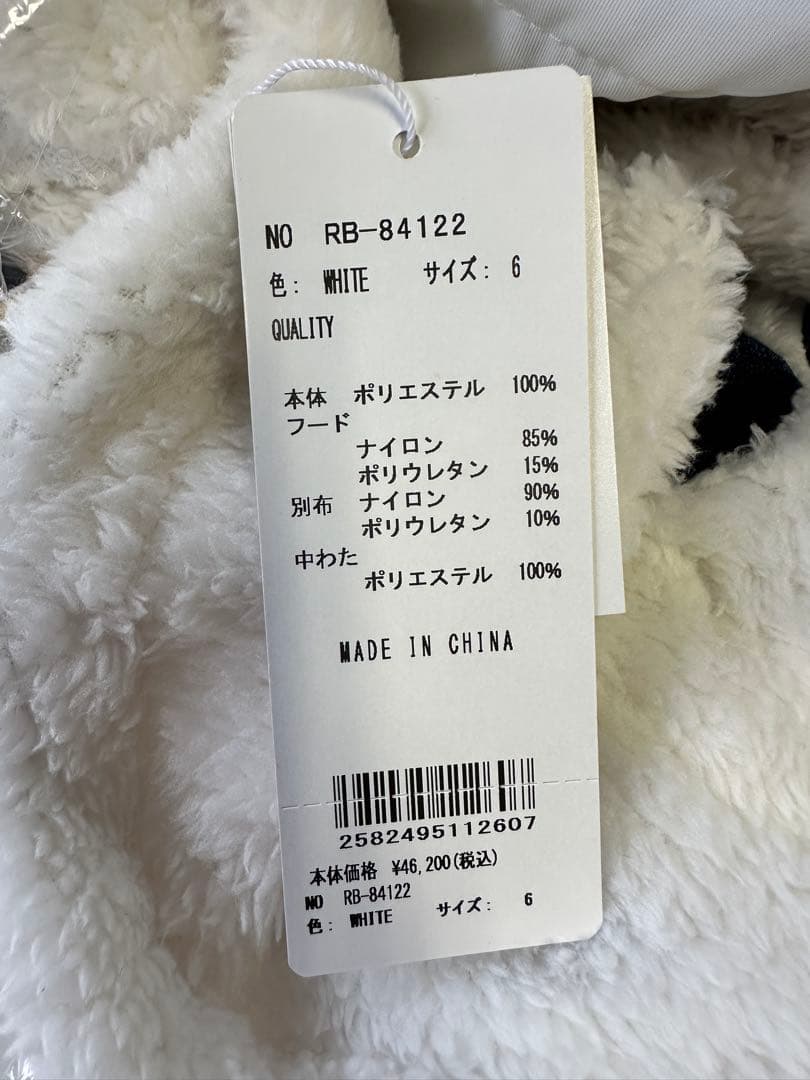 NO RB-84122
色: WHITE サイズ: 6
QUALITY
本体 ポリエステル 100%
フード
ナイロン 85%
ポリウレタン 15%
別布 ナイロン 90%
ポリウレタン 10%
中わた
ポリエステル 100%
MADE IN CHINA
2582495112607
本体価格 ¥46,200(税込)
NO RB-84122
色: WHITE サイズ: 6